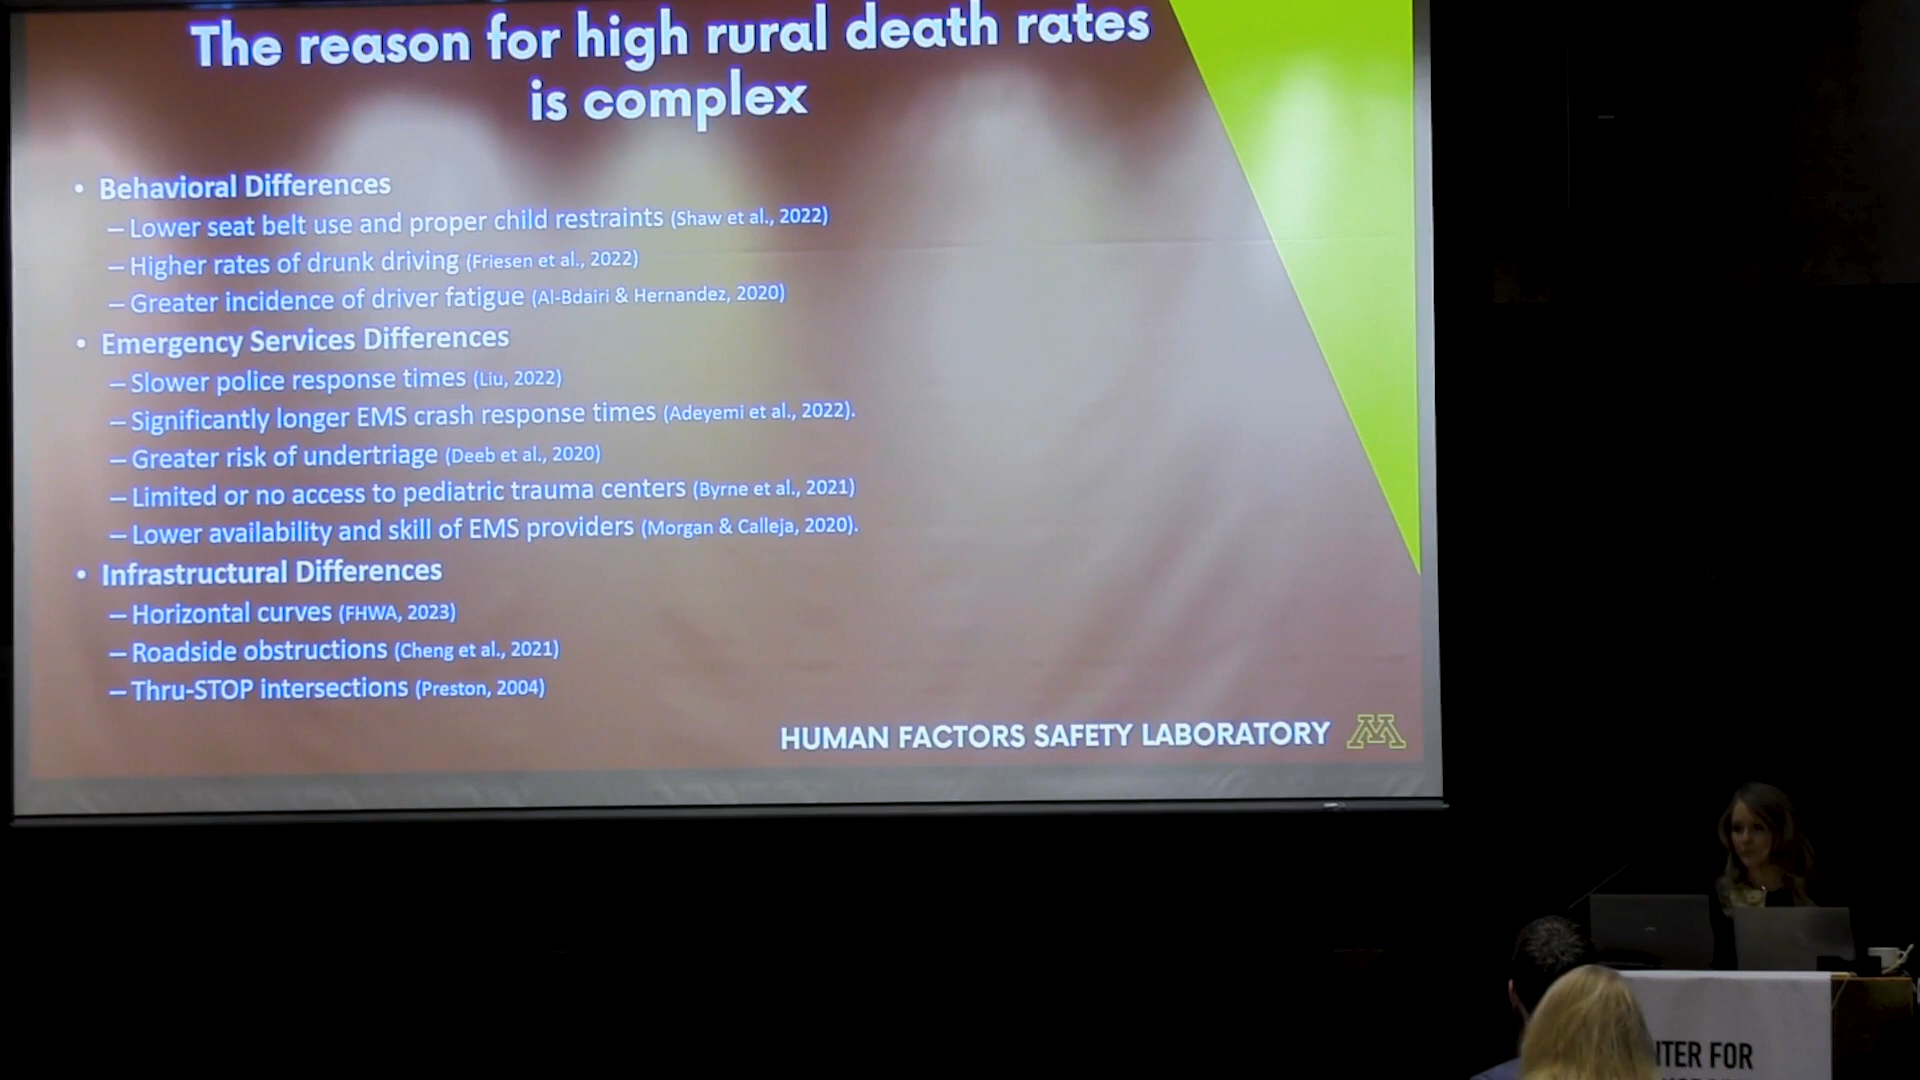 The reason for high rural death rates
is complex
• Behavioral Differences
– Lower seat belt use and proper child restraints (Shaw et al., 2022)
– Higher rates of drunk driving (Friesen et al., 2022)
– Greater incidence of driver fatigue (Al-Bdairi & Hernandez, 2020)
• Emergency Services Differences
– Slower police response times (Liu, 2022)
– Significantly longer EMS crash response times (Adeyemi et al., 2022).
– Greater risk of undertriage (Deeb et al., 2020)
– Limited or no access to pediatric trauma centers (Byrne et al., 2021)
– Lower availability and skill of EMS providers (Morgan & Calleja, 2020).
• Infrastructural Differences
– Horizontal curves (FHWA, 2023)
– Roadside obstructions (Cheng et al., 2021)
– Thru-STOP intersections (Preston, 2004)
HUMAN FACTORS SAFETY LABORATORY M
FOR